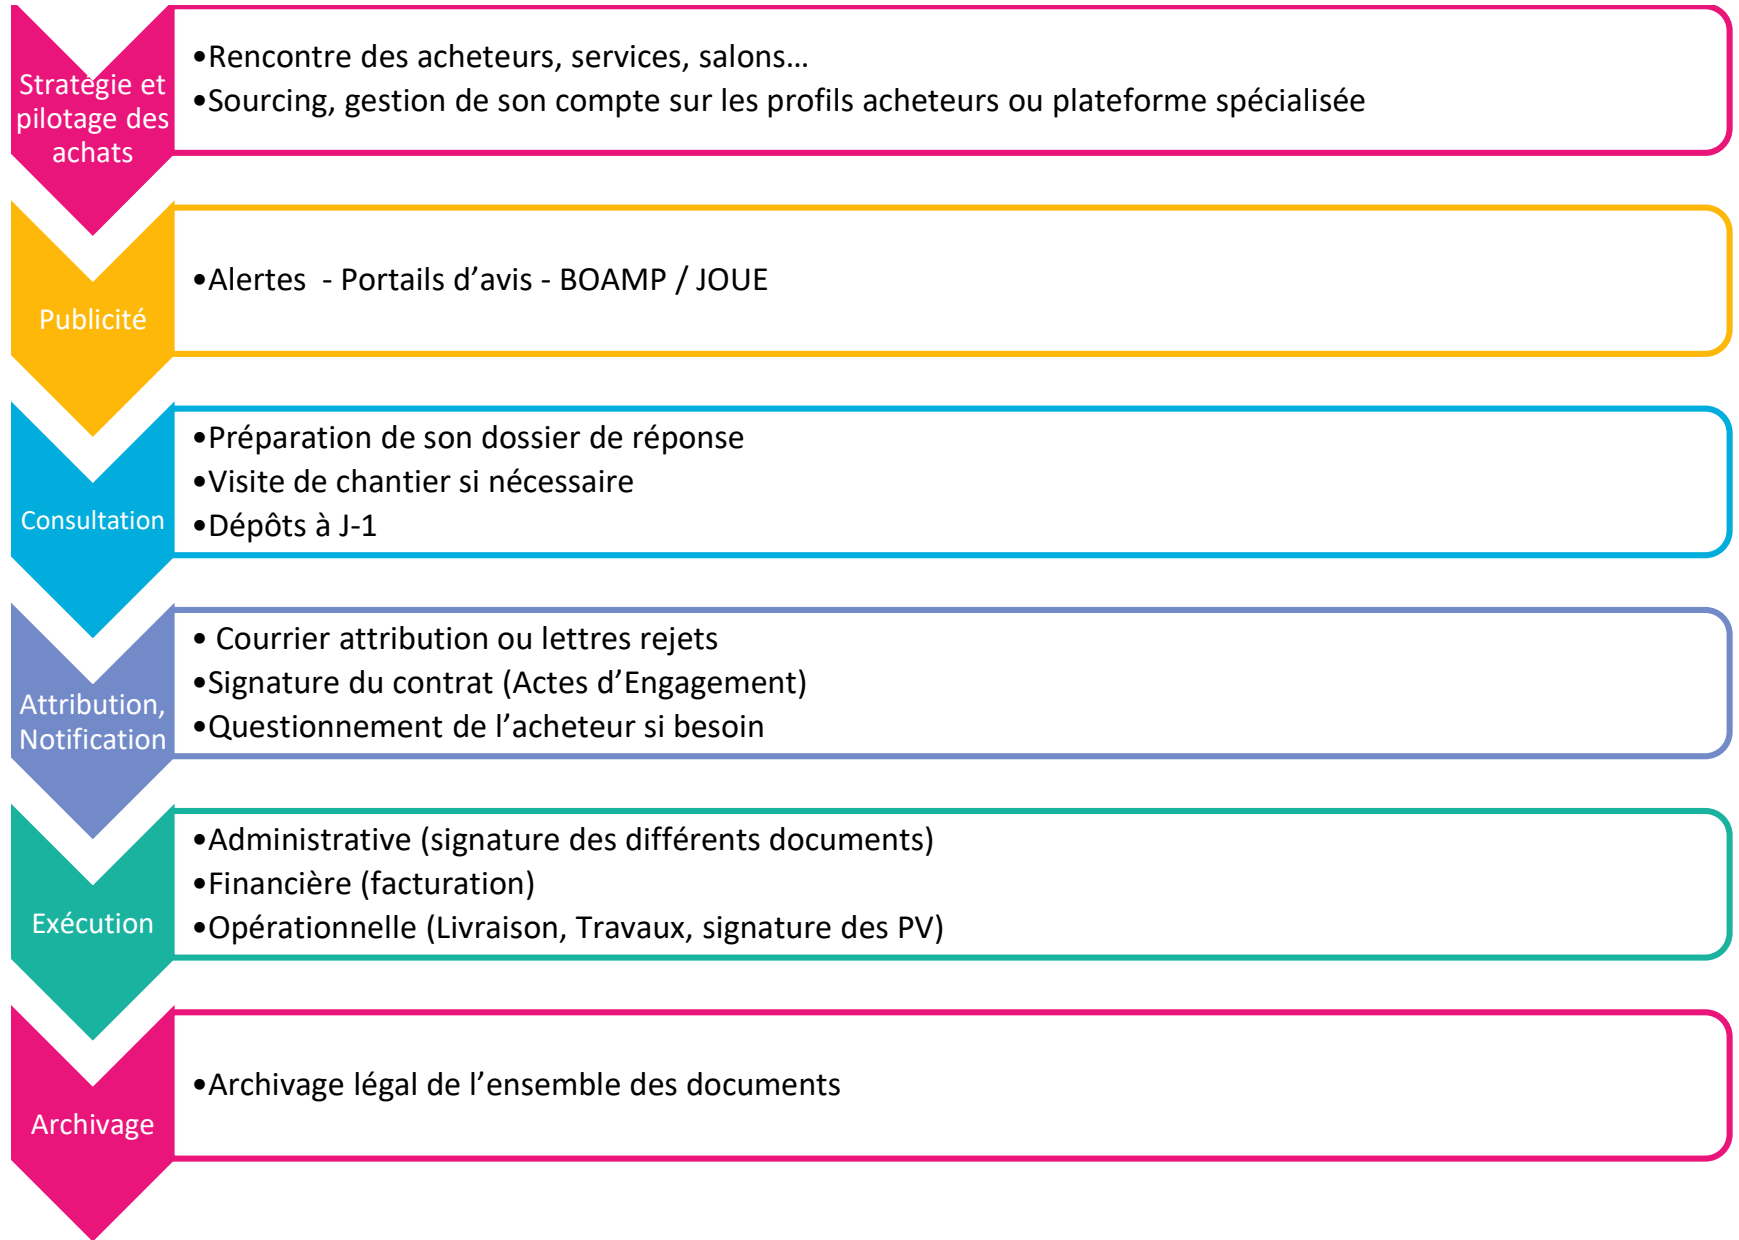 Stratégie et
pilotage des
achats
•Rencontre des acheteurs, services, salons…
•Sourcing, gestion de son compte sur les profils acheteurs ou plateforme spécialisée
Publicité
•Alertes  - Portails d’avis - BOAMP / JOUE
Consultation
•Préparation de son dossier de réponse
•Visite de chantier si nécessaire
•Dépôts à J-1
Attribution,
Notification
• Courrier attribution ou lettres rejets
•Signature du contrat (Actes d’Engagement)
•Questionnement de l’acheteur si besoin
Exécution
•Administrative (signature des différents documents)
•Financière (facturation)
•Opérationnelle (Livraison, Travaux, signature des PV)
Archivage
•Archivage légal de l’ensemble des documents